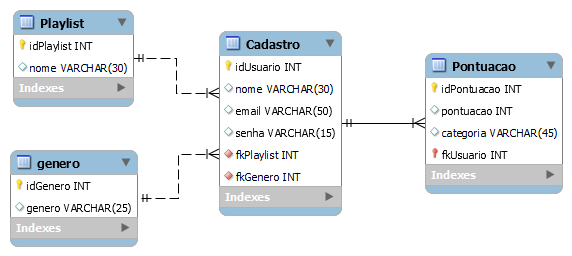 Playlist
idPlaylist INT
nome VARCHAR(30)
Indexes
genero
idGenero INT
genero VARCHAR(25)
Indexes
Cadastro
idUsuario INT
nome VARCHAR(30)
email VARCHAR(50)
senha VARCHAR(15)
fkPlaylist INT
fkGenero INT
Indexes
Pontuacao
idPontuacao INT
pontuacao INT
categoria VARCHAR(45)
fkUsuario INT
Indexes